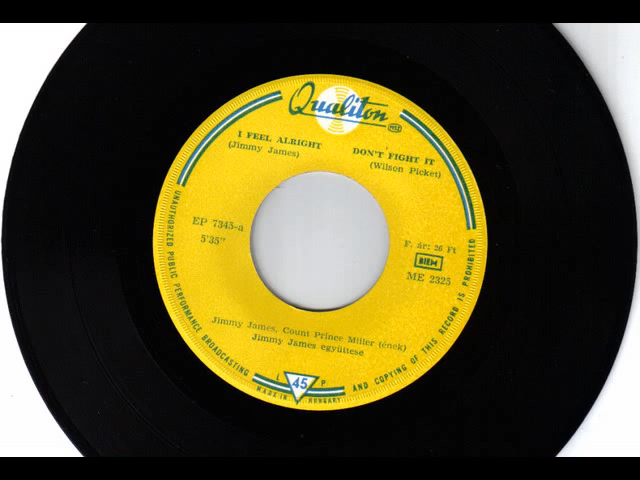 Qualiton
I FEEL ALRIGHT
(Jimmy James)
DON'T FIGHT IT
(Wilson Picket)
EP 7345-a
5'35"
F. ár: 26 Ft
BIEM
ME 2325
Jimmy James, Count Prince Miller (ének)
Jimmy James együttese
L P
45
MADE IN HUNGARY
UNAUTHORIZED PUBLIC PERFORMANCE BROADCASTING AND COPYING OF THIS RECORD IS PROHIBITED